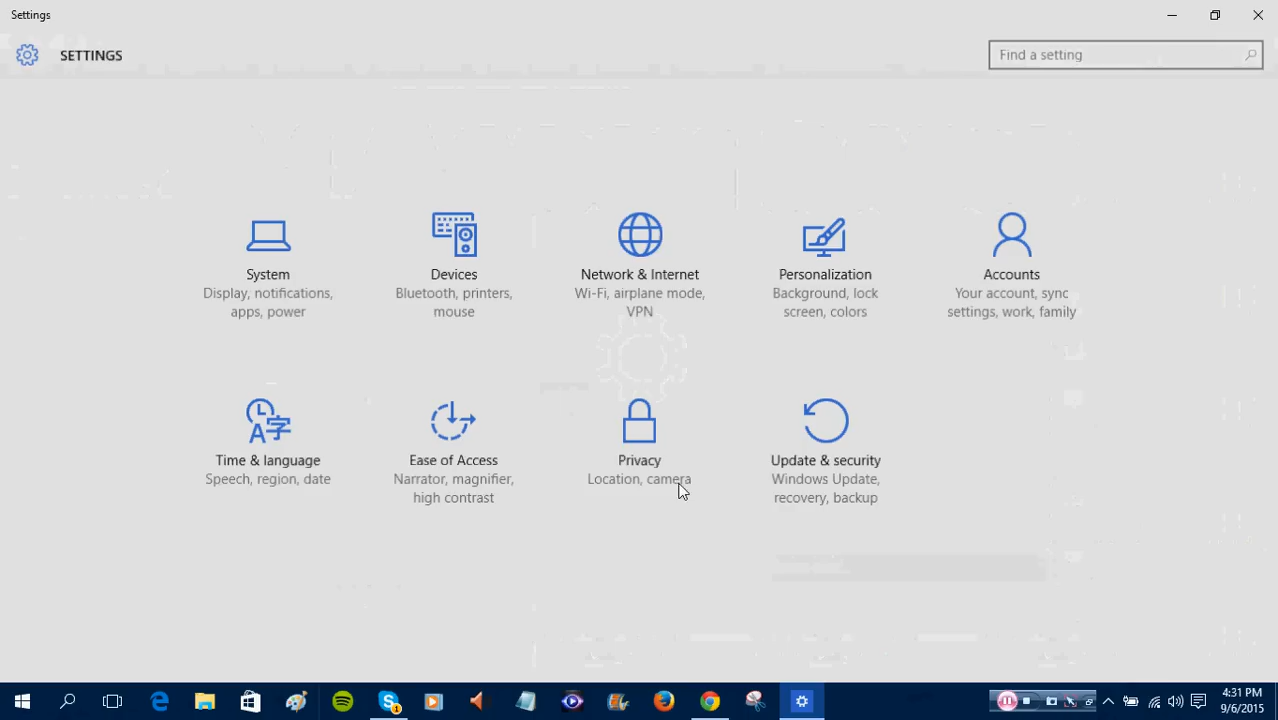 Settings
SETTINGS
Find a setting
System
Display, notifications,
apps, power
Devices
Bluetooth, printers,
mouse
Network & Internet
Wi-Fi, airplane mode,
VPN
Personalization
Background, lock
screen, colors
Accounts
Your account, sync
settings, work, family
Time & language
Speech, region, date
Ease of Access
Narrator, magnifier,
high contrast
Privacy
Location, camera
Update & security
Windows Update,
recovery, backup
4:31 PM
9/6/2015